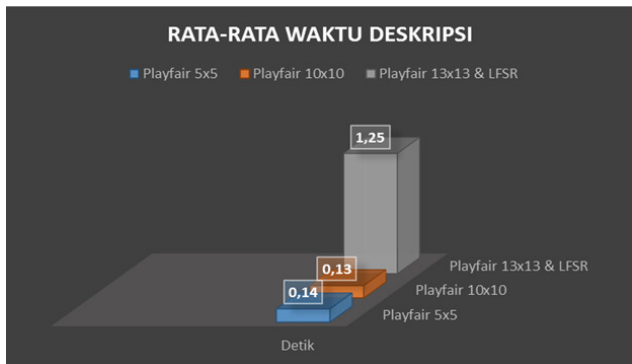 RATA-RATA WAKTU DESKRIPSI
Playfair 5x5 Playfair 10x10 Playfair 13x13 & LFSR
1,25
0,13
0,14
Playfair 13x13 & LFSR
Playfair 10x10
Playfair 5x5
Detik